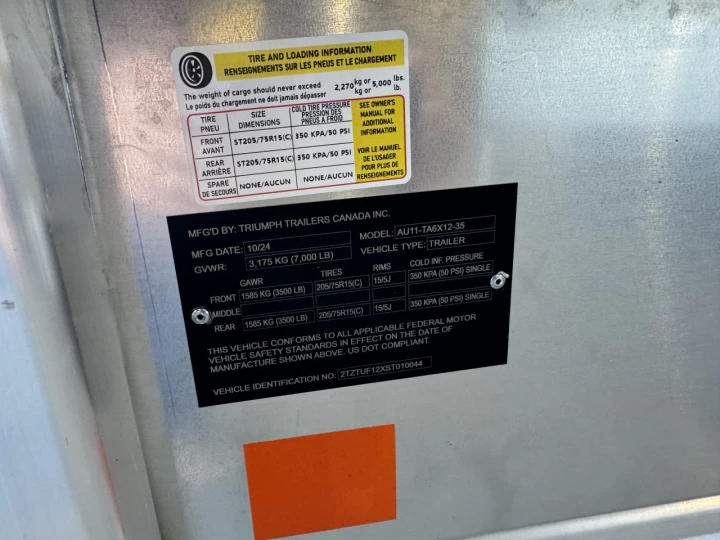 TIRE AND LOADING INFORMATION
RENSEIGNEMENTS SUR LES PNEUS ET LE CHARGEMENT
The weight of cargo should never exceed 2,270 kg or 5,000 lbs.
Le poids du chargement ne doit jamais dépasser kg or lb.
TIRE PNEU SIZE DIMENSIONS COLD TIRE PRESSURE PRESSION DES PNEUS A FROID
FRONT AVANT ST205/75R15(C) 350 KPA/50 PSI
REAR ARRIÈRE ST205/75R15(C) 350 KPA/50 PSI
SPARE DE SECOURS NONE/AUCUN NONE/AUCUN
SEE OWNER'S
MANUAL FOR
ADDITIONAL
INFORMATION
VOIR LE MANUEL
DE L'USAGER
POUR PLUS DE
RENSEIGNEMENTS
MFG'D BY: TRIUMPH TRAILERS CANADA INC.
MFG DATE: 10/24 MODEL: AU11-TA6X12-35
GVWR: 3,175 KG (7,000 LB) VEHICLE TYPE: TRAILER
GAWR TIRES RIMS COLD INF. PRESSURE
FRONT 1585 KG (3500 LB) 205/75R15(C) 15/5J 350 KPA (50 PSI) SINGLE
MIDDLE
REAR 1585 KG (3500 LB) 205/75R15(C) 15/5J 350 KPA (50 PSI) SINGLE
THIS VEHICLE CONFORMS TO ALL APPLICABLE FEDERAL MOTOR
VEHICLE SAFETY STANDARDS IN EFFECT ON THE DATE OF
MANUFACTURE SHOWN ABOVE. US DOT COMPLIANT.
VEHICLE IDENTIFICATION NO: 2TZTUF12XST010044